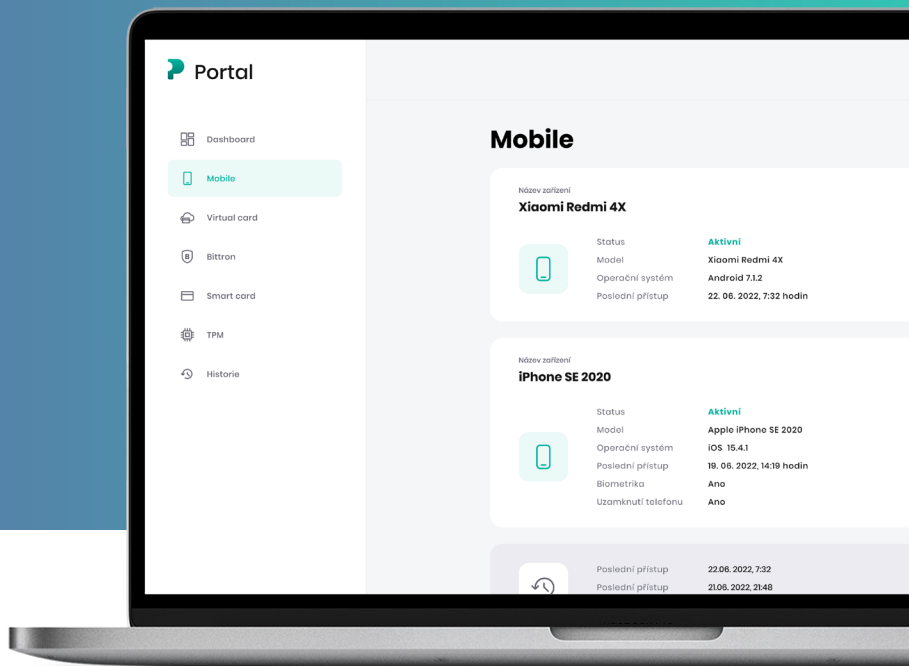 Portal
Dashboard
Mobile
Virtual card
Bittron
Smart card
TPM
Historie
Mobile
Název zařízení
Xiaomi Redmi 4X
Status Aktivní
Model Xiaomi Redmi 4X
Operační systém Android 7.1.2
Poslední přístup 22. 06. 2022, 7:32 hodin
Název zařízení
iPhone SE 2020
Status Aktivní
Model Apple iPhone SE 2020
Operační systém iOS 15.4.1
Poslední přístup 19. 06. 2022, 14:19 hodin
Biometrika Ano
Uzamknutí telefonu Ano
Poslední přístup 22.06. 2022, 7:32
Poslední přístup 21.06. 2022, 21:48